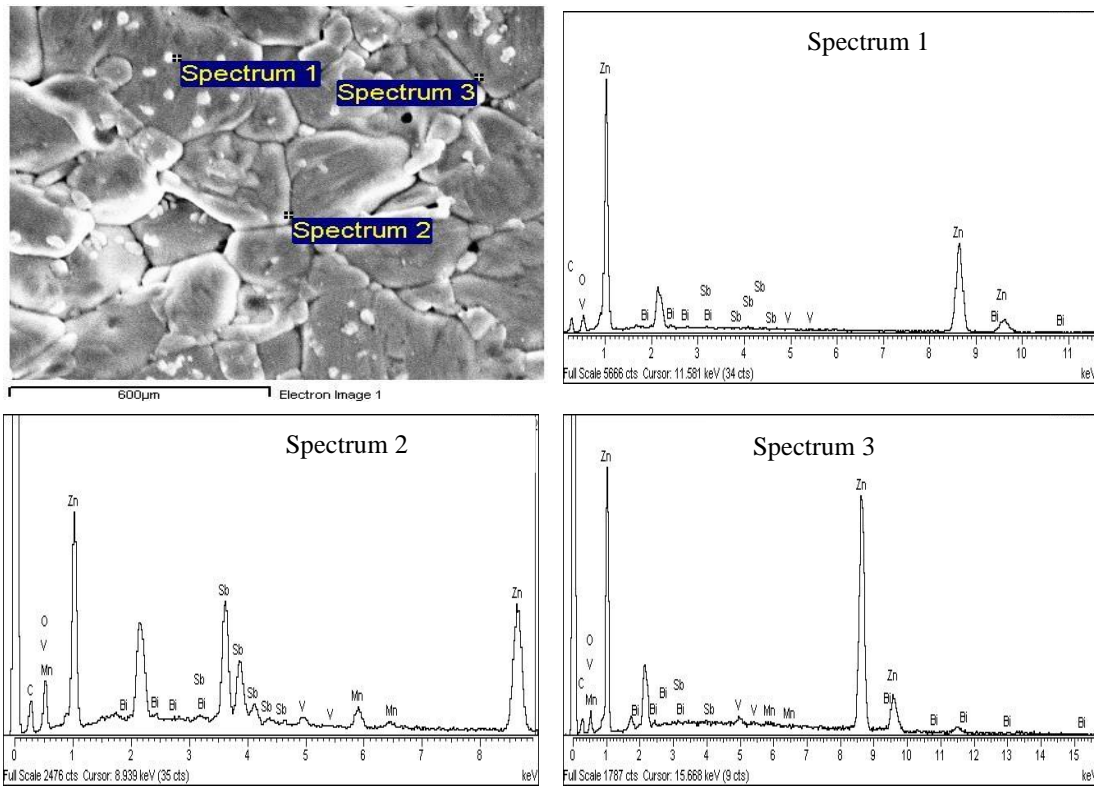 Spectrum 1
Spectrum 3
Spectrum 2
600µm Electron Image 1
Spectrum 1
Zn
Zn
C
O
Sb
Sb
Zn
V
Bi Bi Bi Bi Sb Sb V V Bi Bi
Sb
1 2 3 4 5 6 7 8 9 10 11
Full Scale 5666 cts Cursor: 11.581 keV (34 cts) keV
Spectrum 2
Zn
Sb
Zn
O
V
Sb
C Mn
Sb
Mn
Bi Bi Bi Bi Sb Sb Sb V V Mn
0 1 2 3 4 5 6 7 8
Full Scale 2476 cts Cursor: 8.939 keV (35 cts) keV
Spectrum 3
Zn
Zn
O
V
C
Mn
Bi Sb
Bi Bi Bi Sb V V Mn Mn
Zn
Bi
Bi Bi Bi Bi
0 1 2 3 4 5 6 7 8 9 10 11 12 13 14 15
Full Scale 1787 cts Cursor: 15.668 keV (9 cts) keV